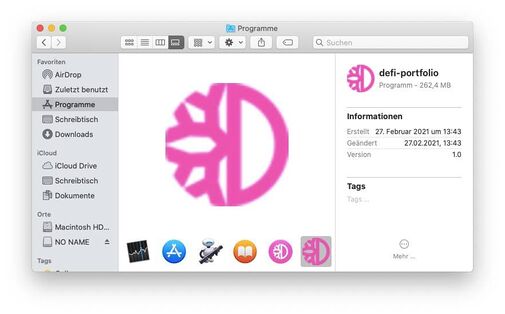 Programme
Suchen
Favoriten
AirDrop
Zuletzt benutzt
Programme
Schreibtisch
Downloads
iCloud
iCloud Drive
Schreibtisch
Dokumente
Orte
Macintosh HD...
NO NAME
Tags
defi-portfolio
Programm - 262,4 MB
Informationen
Erstellt 27. Februar 2021 um 13:43
Geändert 27.02.2021, 13:43
Version 1.0
Tags
Tags ...
Mehr ...